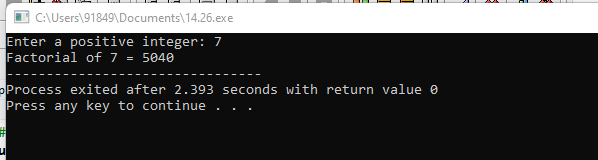 C:\Users\91849\Documents\14.26.exe
Enter a positive integer: 7
Factorial of 7 = 5040
--------------------------------
Process exited after 2.393 seconds with return value 0
Press any key to continue . . .